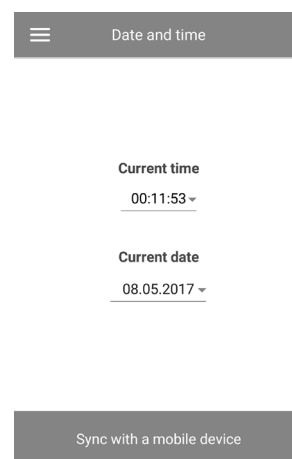 Date and time
Current time
00:11:53
Current date
08.05.2017
Sync with a mobile device